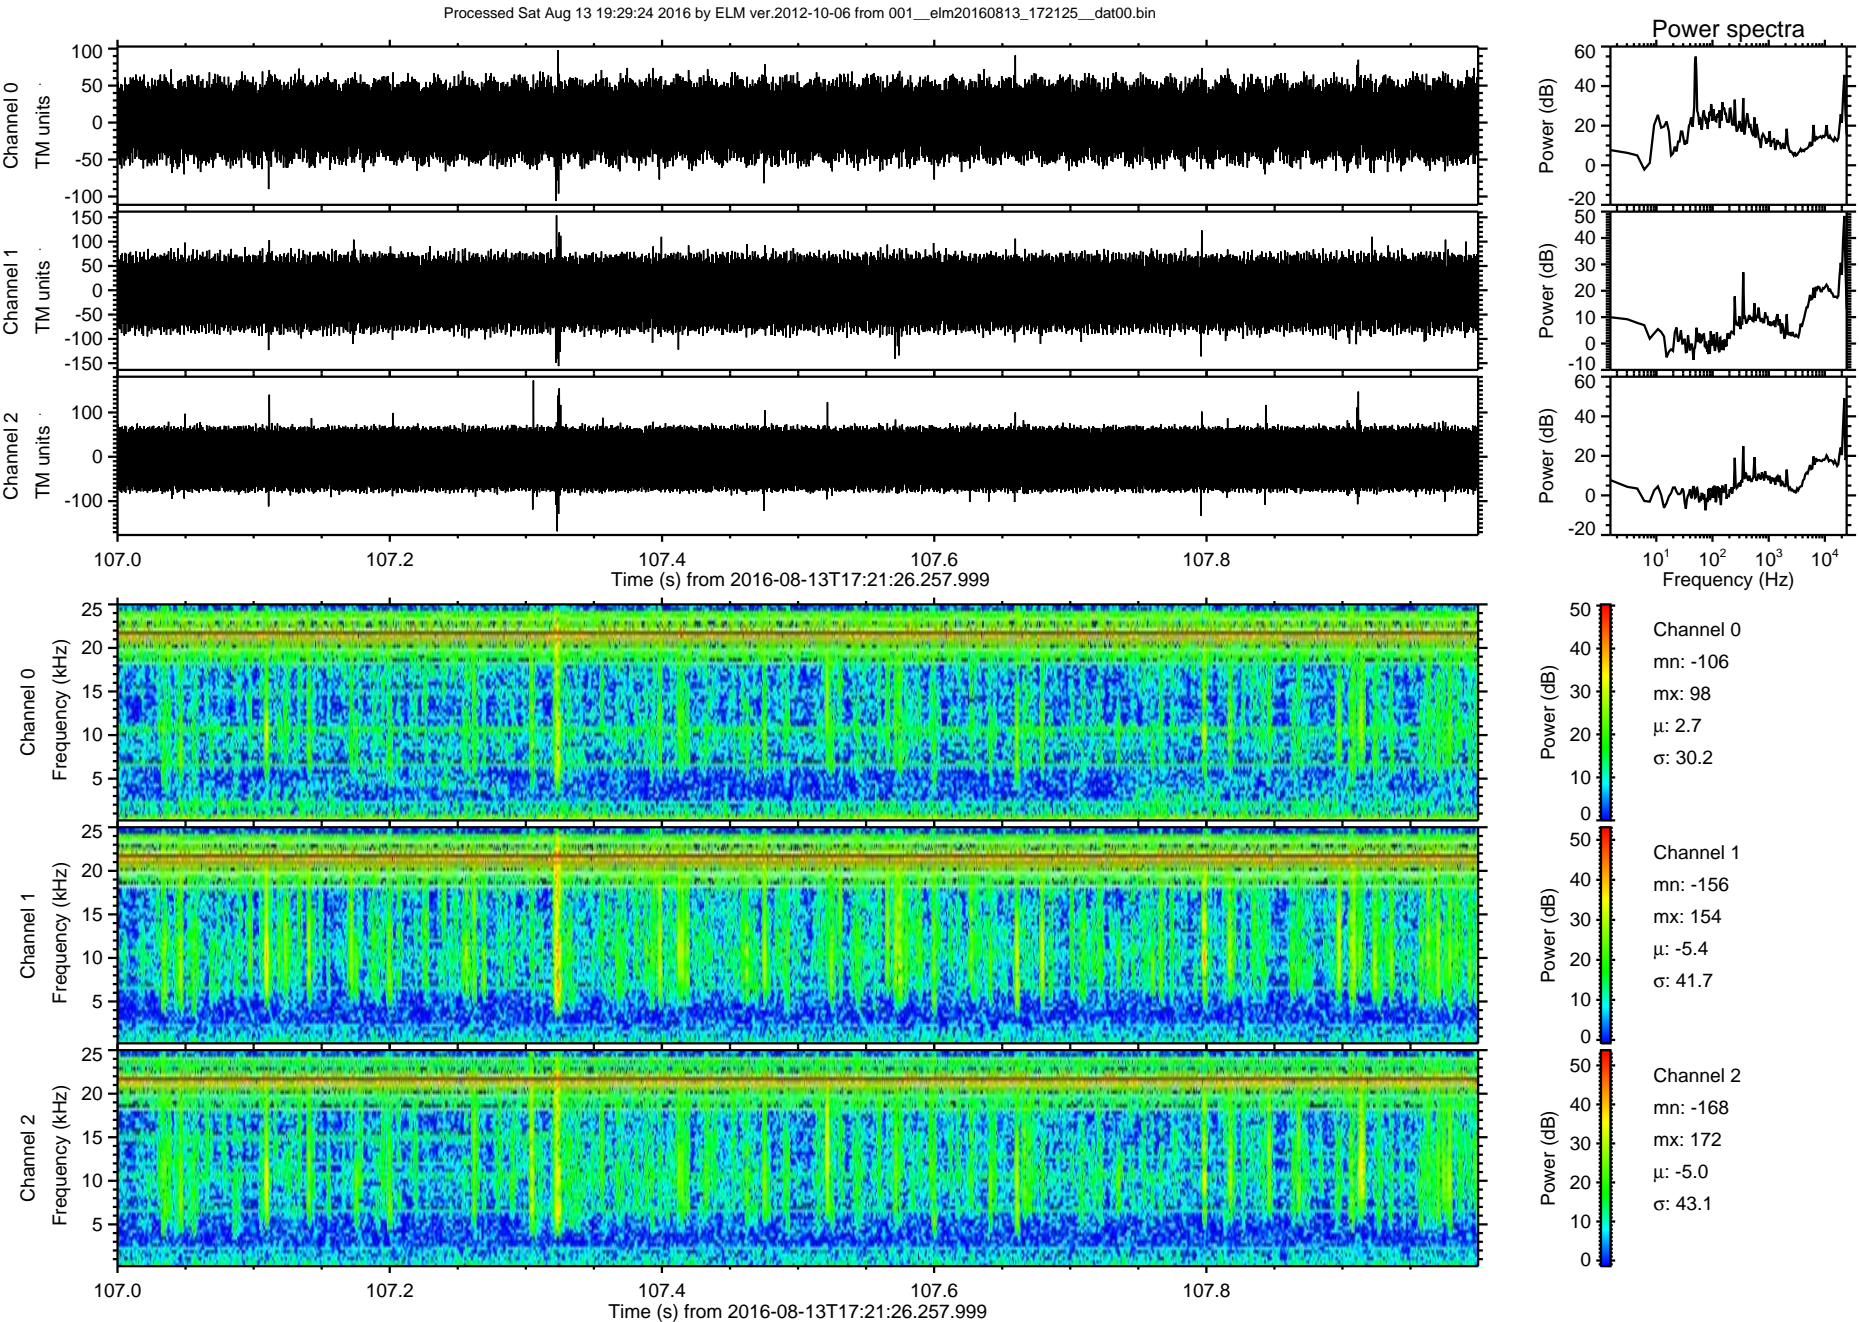 Processed Sat Aug 13 19:29:24 2016 by ELM ver.2012-10-06 from 001__elm20160813_172125__dat00.bin
Power spectra
Channel 0
TM units
100
50
0
-50
-100
Power (dB)
60
40
20
0
-20
Channel 1
TM units
150
100
50
0
-50
-100
-150
Power (dB)
50
40
30
20
10
0
-10
Channel 2
TM units
100
0
-100
Power (dB)
60
40
20
0
-20
107.0 107.2 107.4 107.6 107.8
Time (s) from 2016-08-13T17:21:26.257.999
10¹ 10² 10³ 10⁴
Frequency (Hz)
Channel 0
Frequency (kHz)
25
20
15
10
5
Power (dB)
50
40
30
20
10
0
Channel 0
mn: -106
mx: 98
μ: 2.7
σ: 30.2
Channel 1
Frequency (kHz)
25
20
15
10
5
Power (dB)
50
40
30
20
10
0
Channel 1
mn: -156
mx: 154
μ: -5.4
σ: 41.7
Channel 2
Frequency (kHz)
25
20
15
10
5
Power (dB)
50
40
30
20
10
0
Channel 2
mn: -168
mx: 172
μ: -5.0
σ: 43.1
107.0 107.2 107.4 107.6 107.8
Time (s) from 2016-08-13T17:21:26.257.999